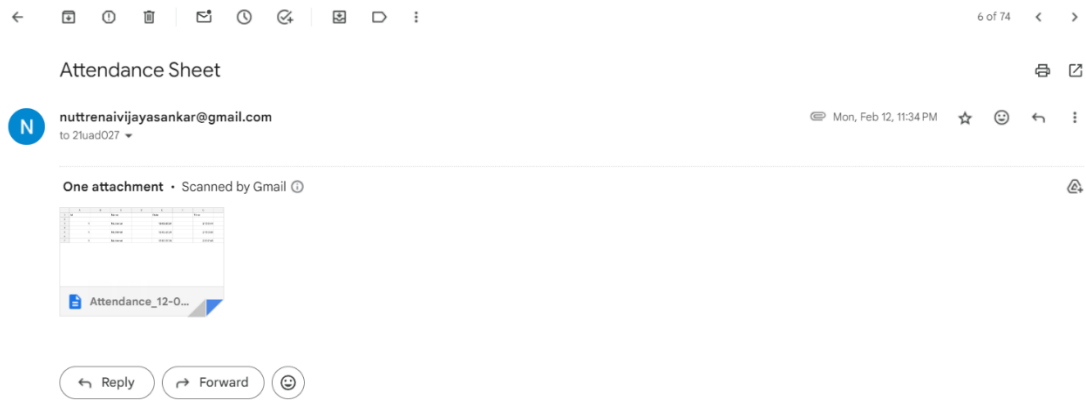 6 of 74
Attendance Sheet
N
nuttrenaivijayasankar@gmail.com
Mon, Feb 12, 11:34 PM
to 21uad027
One attachment • Scanned by Gmail
Attendance_12-0...
Reply
Forward